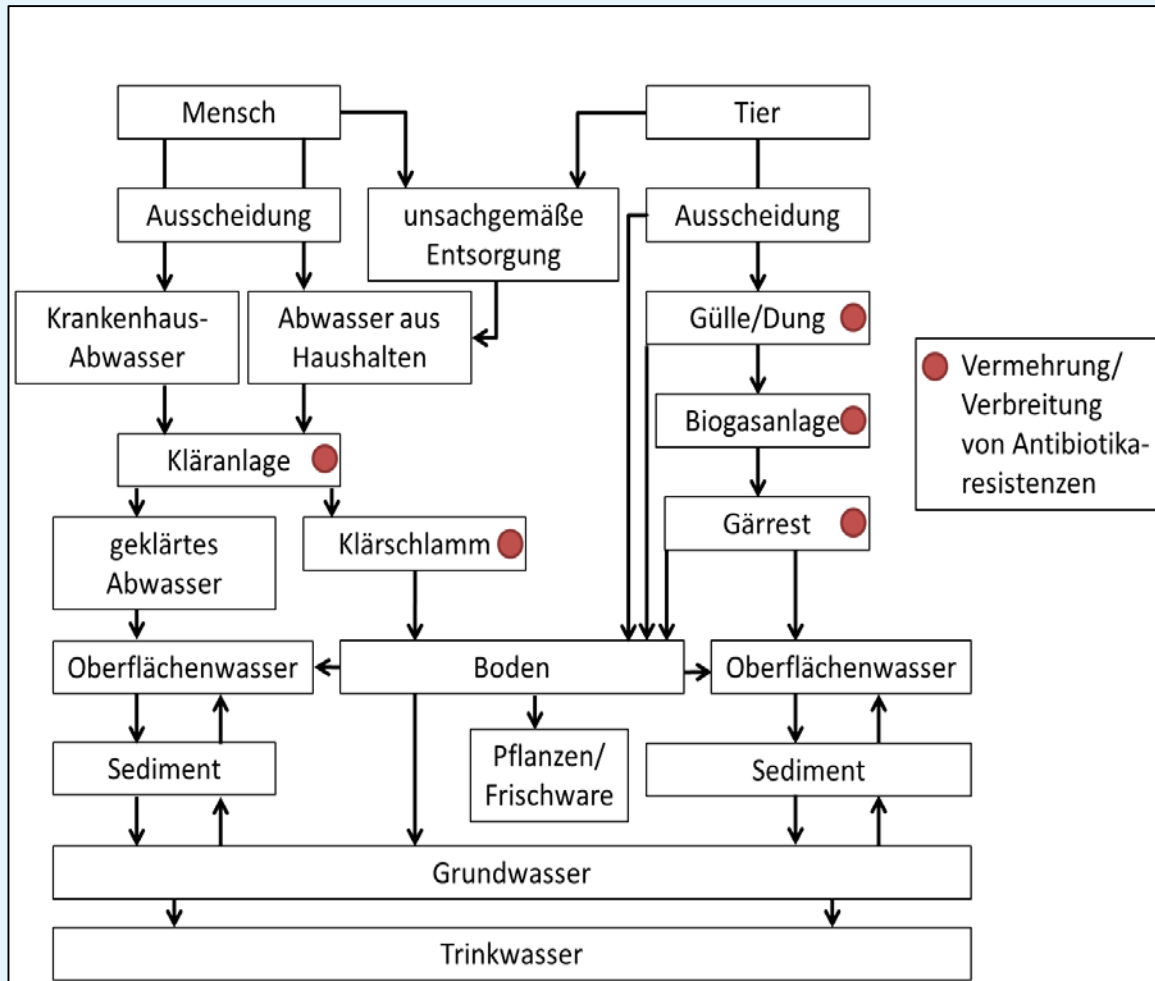 Mensch
Tier
Ausscheidung
unsachgemäße
Entsorgung
Ausscheidung
Krankenhaus-
Abwasser
Abwasser aus
Haushalten
Gülle/Dung
Vermehrung/
Verbreitung
von Antibiotika-
resistenzen
Biogasanlage
Kläranlage
geklärtes
Abwasser
Klärschlamm
Gärrest
Oberflächenwasser
Boden
Oberflächenwasser
Sediment
Pflanzen/
Frischware
Sediment
Grundwasser
Trinkwasser